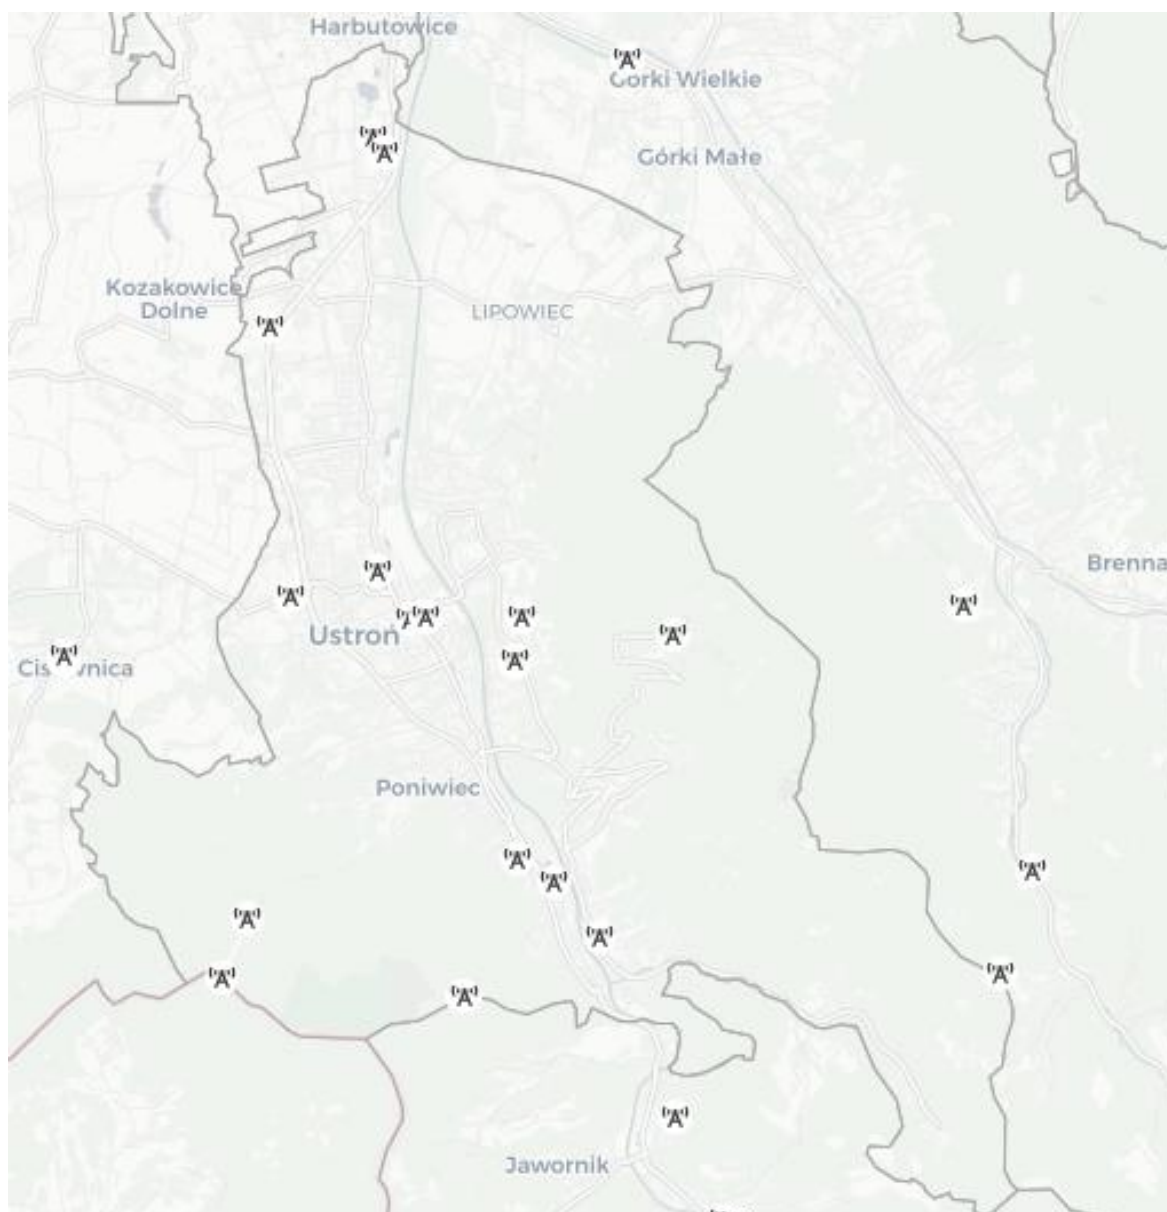 Harbutowice
Górki Wielkie
Górki Małe
Kozakowice
Dolne
LIPOWIEC
Brenna
Ustroń
Poniwiec
Jawornik